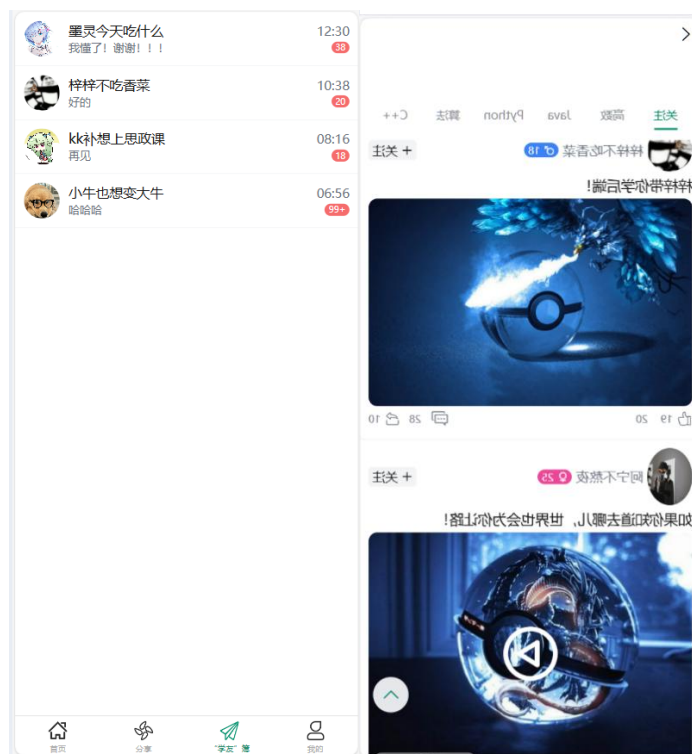 墨灵今天吃什么
12:30
我懂了！谢谢！！！
38
梓梓不吃香菜
10:38
好的
20
kk补想上思政课
08:16
再见
18
小牛也想变大牛
06:56
哈哈哈
99+
首页
分享
"学友"簿
我的
关注
高数
Java
Python
算法
C++
梓梓不吃香菜
18
+ 关注
梓梓带你学后端!
19
20
28
10
阿宁不熬夜
25
+ 关注
如果你知道去哪儿，世界也会为你让路!